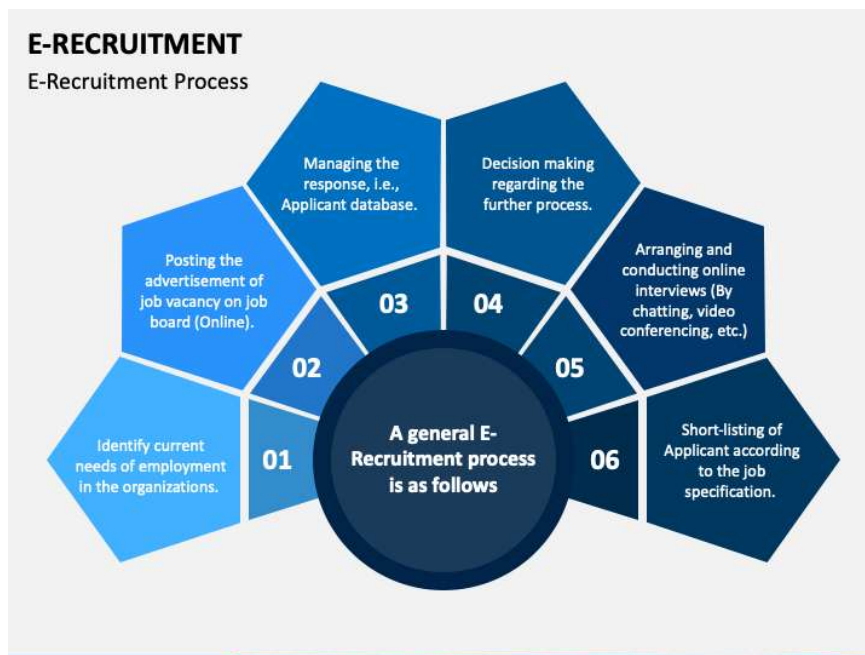 E-RECRUITMENT
E-Recruitment Process
Identify current
needs of employment
in the organizations.
01
Posting the
advertisement of
job vacancy on job
board (Online).
02
Managing the
response, i.e.,
Applicant database.
03
Decision making
regarding the
further process.
04
Arranging and
conducting online
interviews (By
chatting, video
conferencing, etc.)
05
Short-listing of
Applicant according
to the job
specification.
06
A general E-
Recruitment process
is as follows